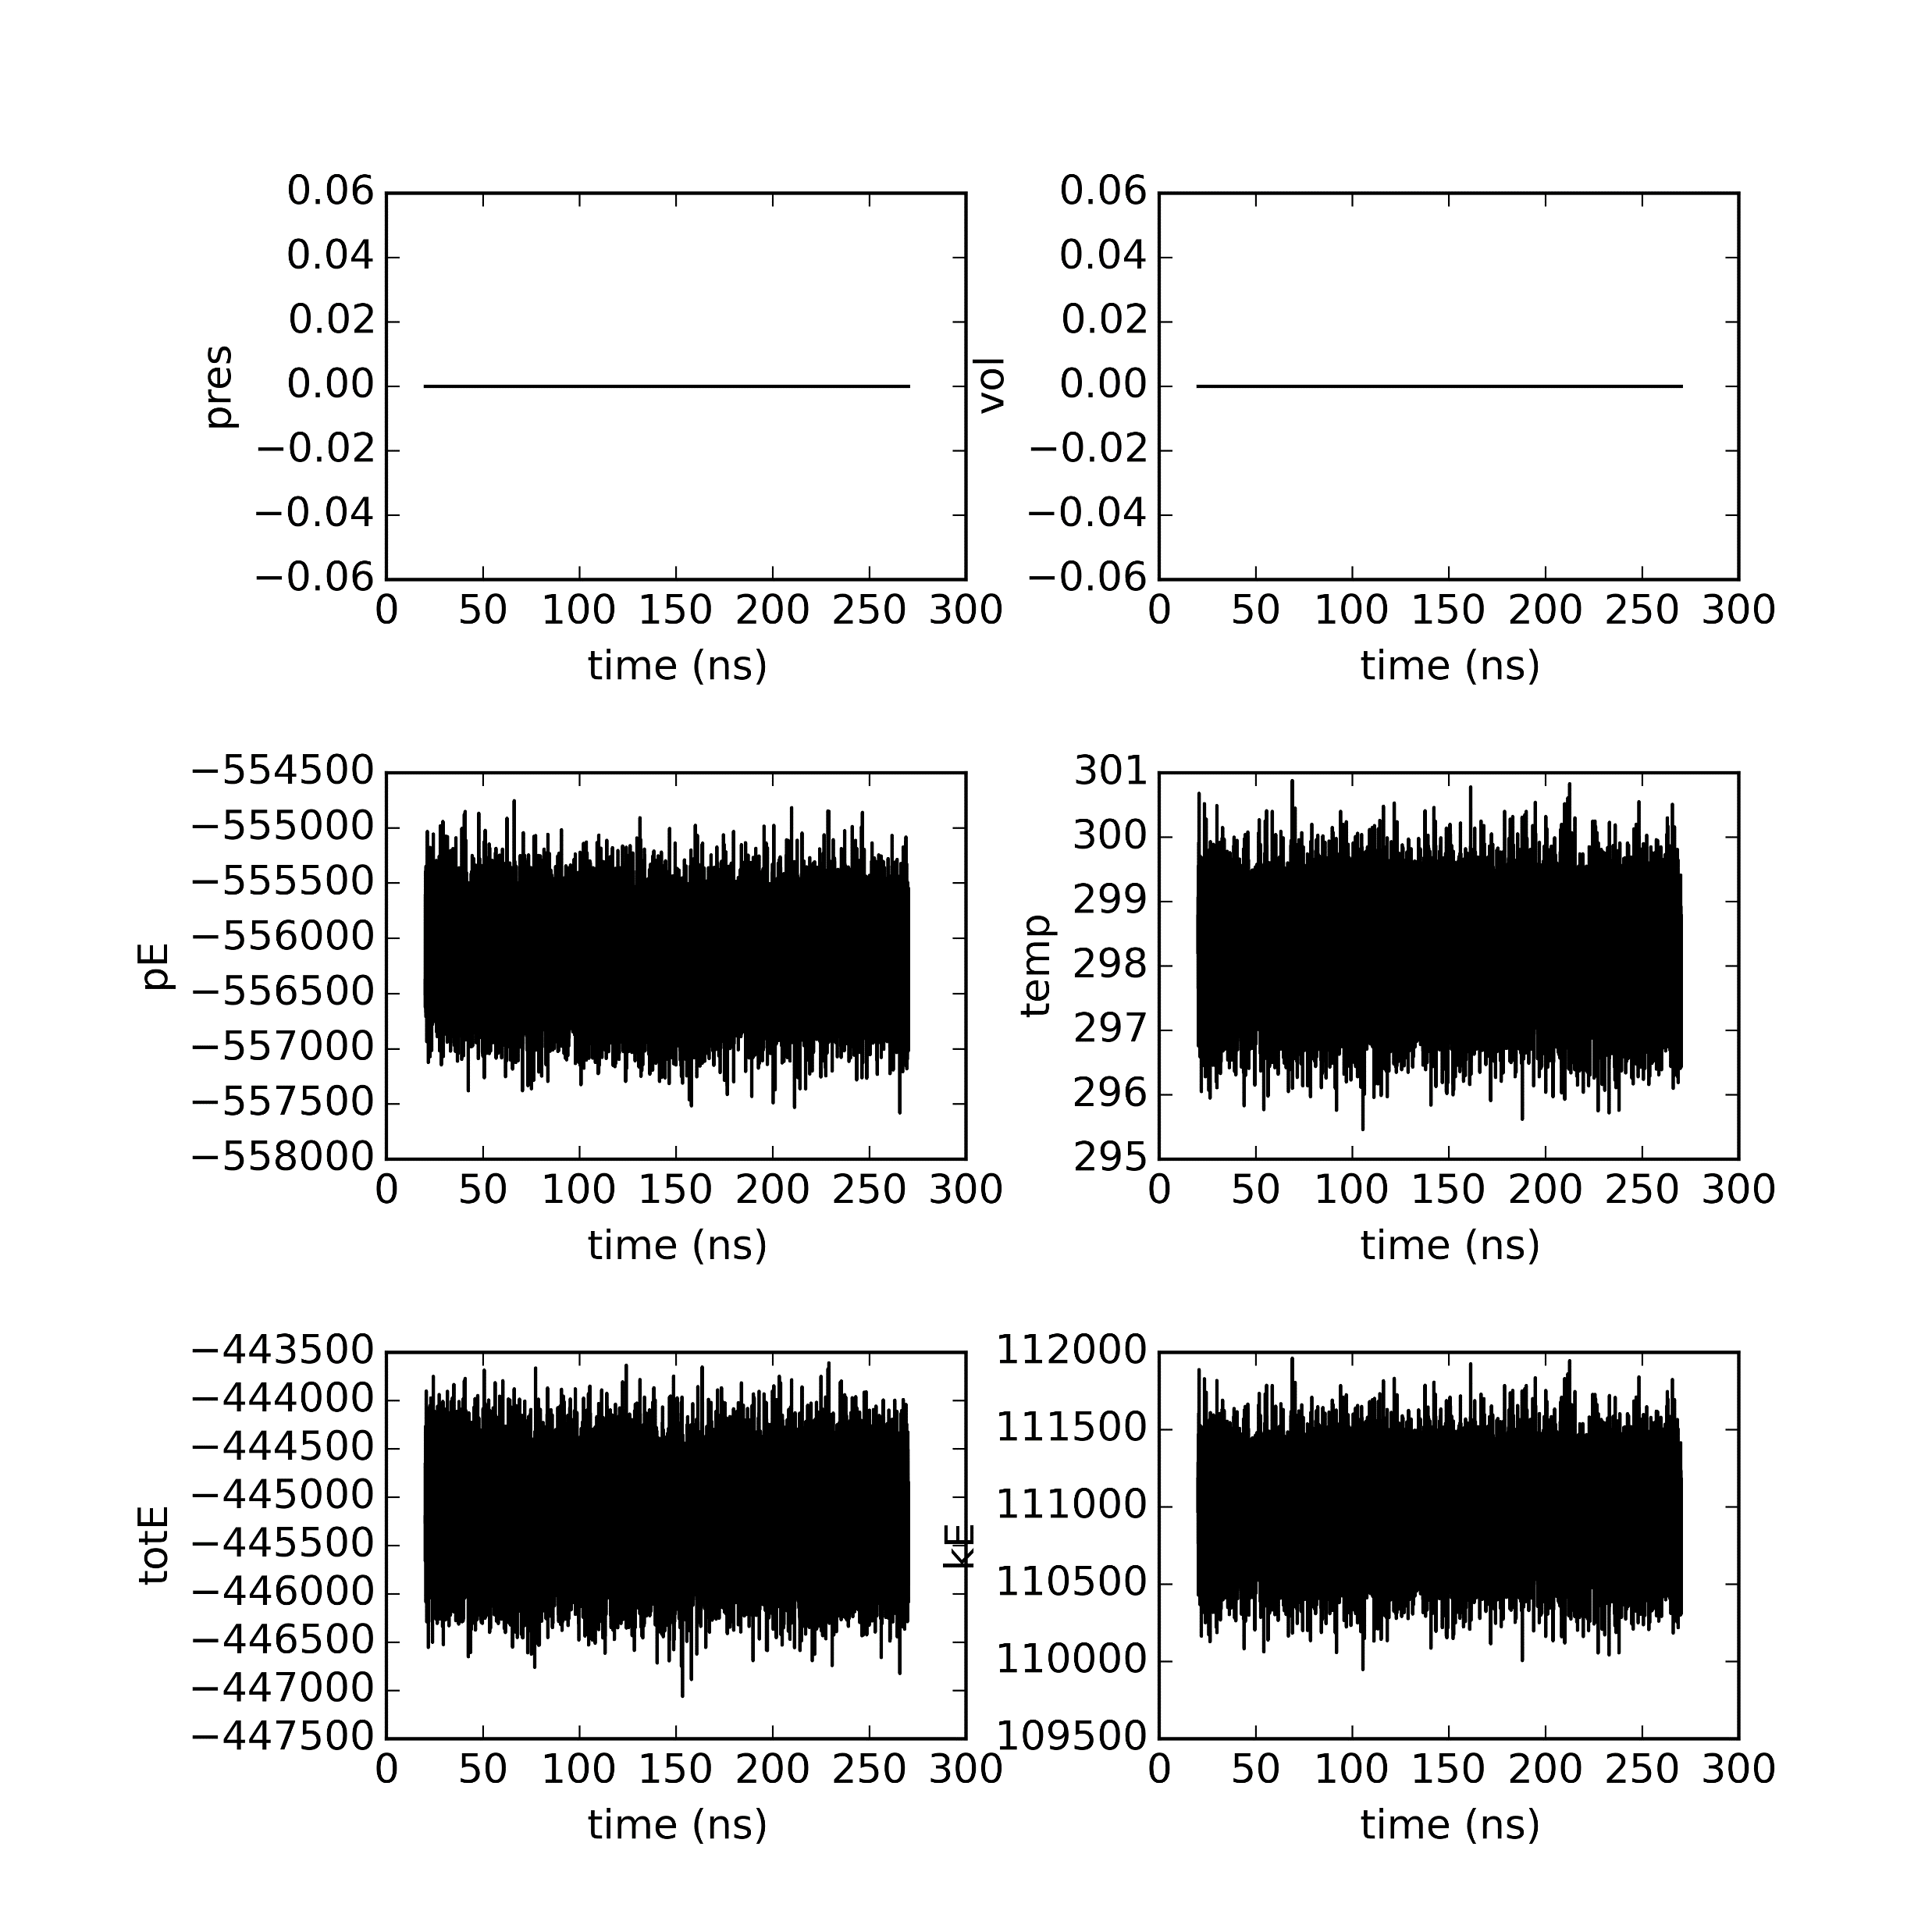 0.06
0.04
0.02
0.00
−0.02
−0.04
−0.06
pres
0 50 100 150 200 250 300
time (ns)
0.06
0.04
0.02
0.00
−0.02
−0.04
−0.06
vol
0 50 100 150 200 250 300
time (ns)
−554500
−555000
−555500
−556000
−556500
−557000
−557500
−558000
pE
0 50 100 150 200 250 300
time (ns)
301
300
299
298
297
296
295
temp
0 50 100 150 200 250 300
time (ns)
−443500
−444000
−444500
−445000
−445500
−446000
−446500
−447000
−447500
totE
0 50 100 150 200 250 300
time (ns)
112000
111500
111000
110500
110000
109500
kE
0 50 100 150 200 250 300
time (ns)